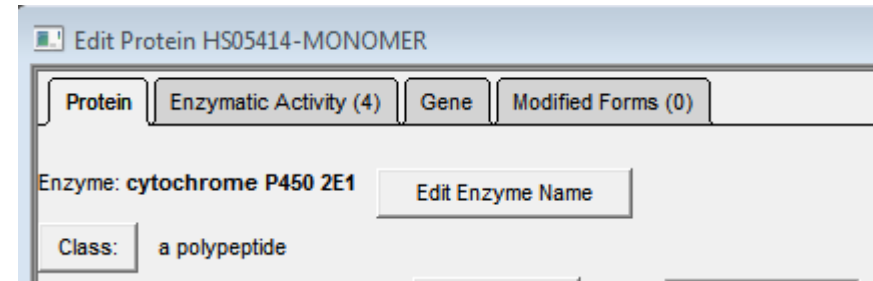 Edit Protein HS05414-MONOMER
Protein Enzymatic Activity (4) Gene Modified Forms (0)
Enzyme: cytochrome P450 2E1 Edit Enzyme Name
Class: a polypeptide